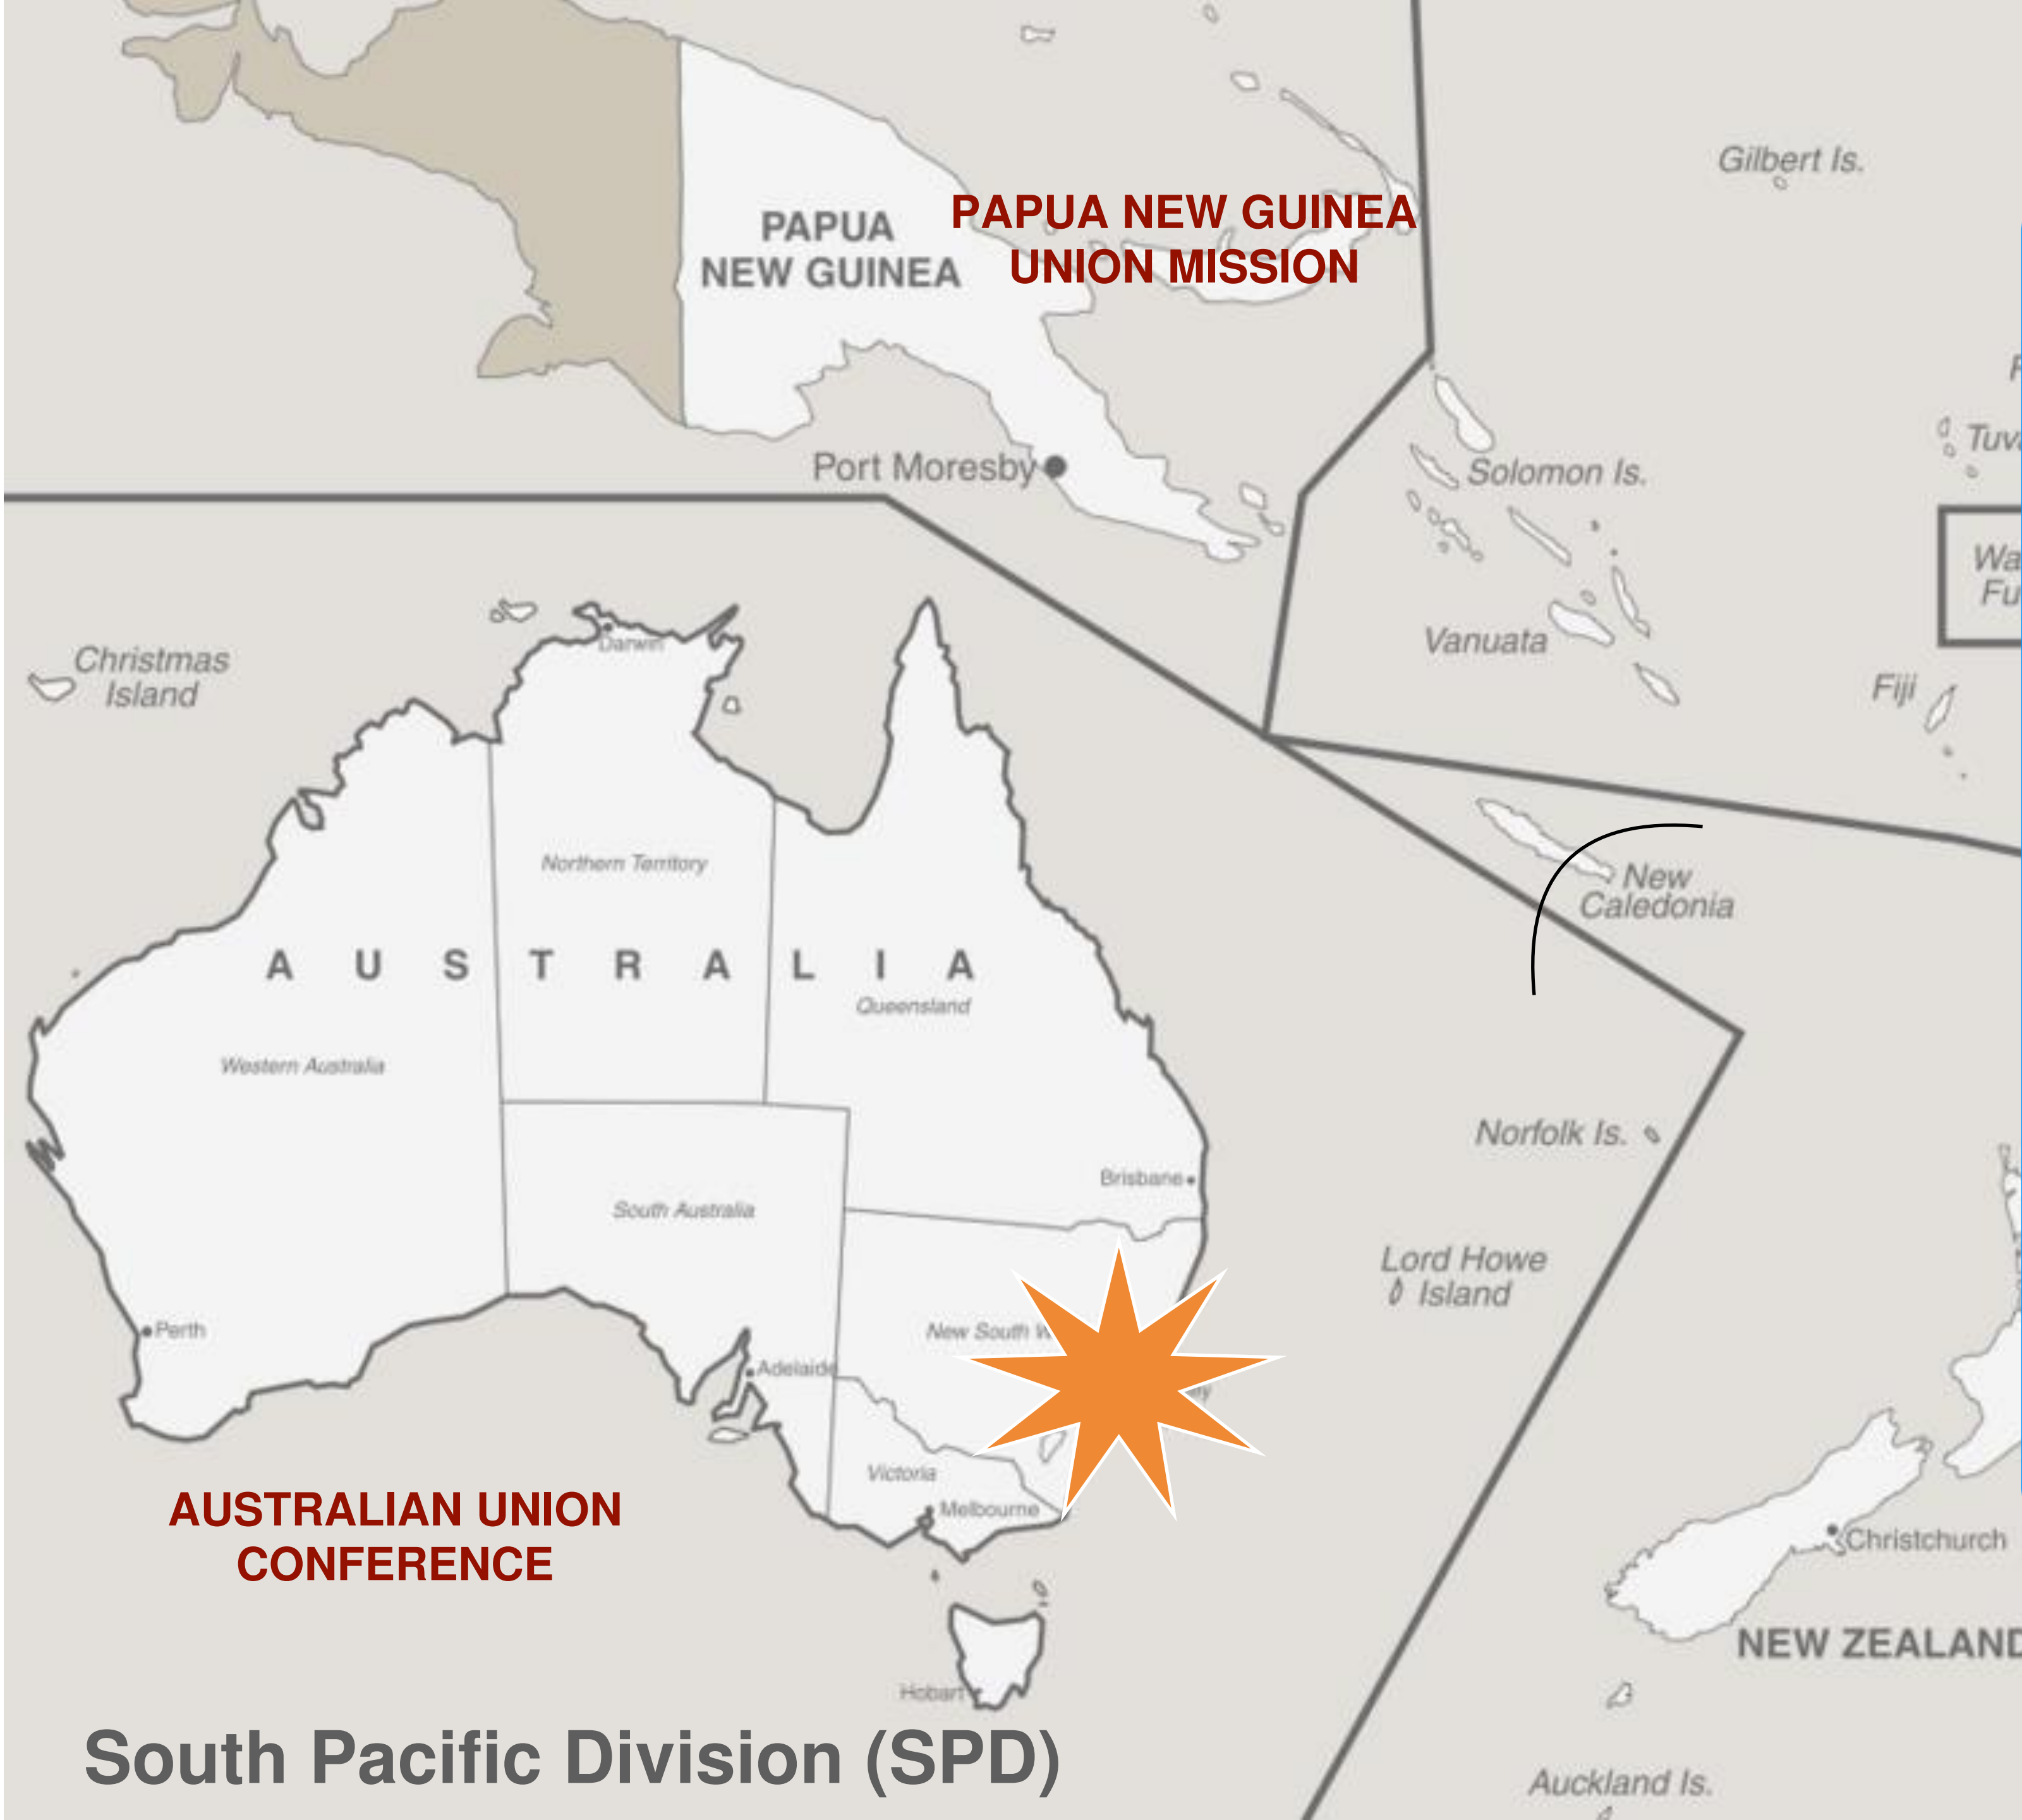 Gilbert Is.
PAPUA
NEW GUINEA
PAPUA NEW GUINEA
UNION MISSION
Port Moresby
Solomon Is.
Vanuata
Fiji
Christmas
Island
Darwin
Northern Territory
New
Caledonia
A U S T R A L I A
Queensland
Western Australia
Norfolk Is.
Brisbane
South Australia
Lord Howe
Island
Perth
New South
Adelaide
Victoria
Melbourne
AUSTRALIAN UNION
CONFERENCE
Christchurch
NEW ZEALAND
Hobart
South Pacific Division (SPD)
Auckland Is.